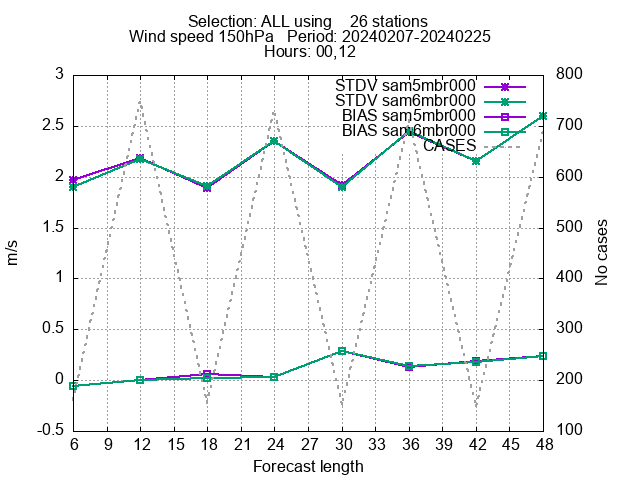 Selection: ALL using 26 stations
Wind speed 150hPa Period: 20240207-20240225
Hours: 00,12
STDV sam5mbr000
STDV sam6mbr000
BIAS sam5mbr000
BIAS sam6mbr000
CASES
3
2.5
2
1.5
1
0.5
0
-0.5
m/s
800
700
600
500
400
300
200
100
No cases
6 9 12 15 18 21 24 27 30 33 36 39 42 45 48
Forecast length